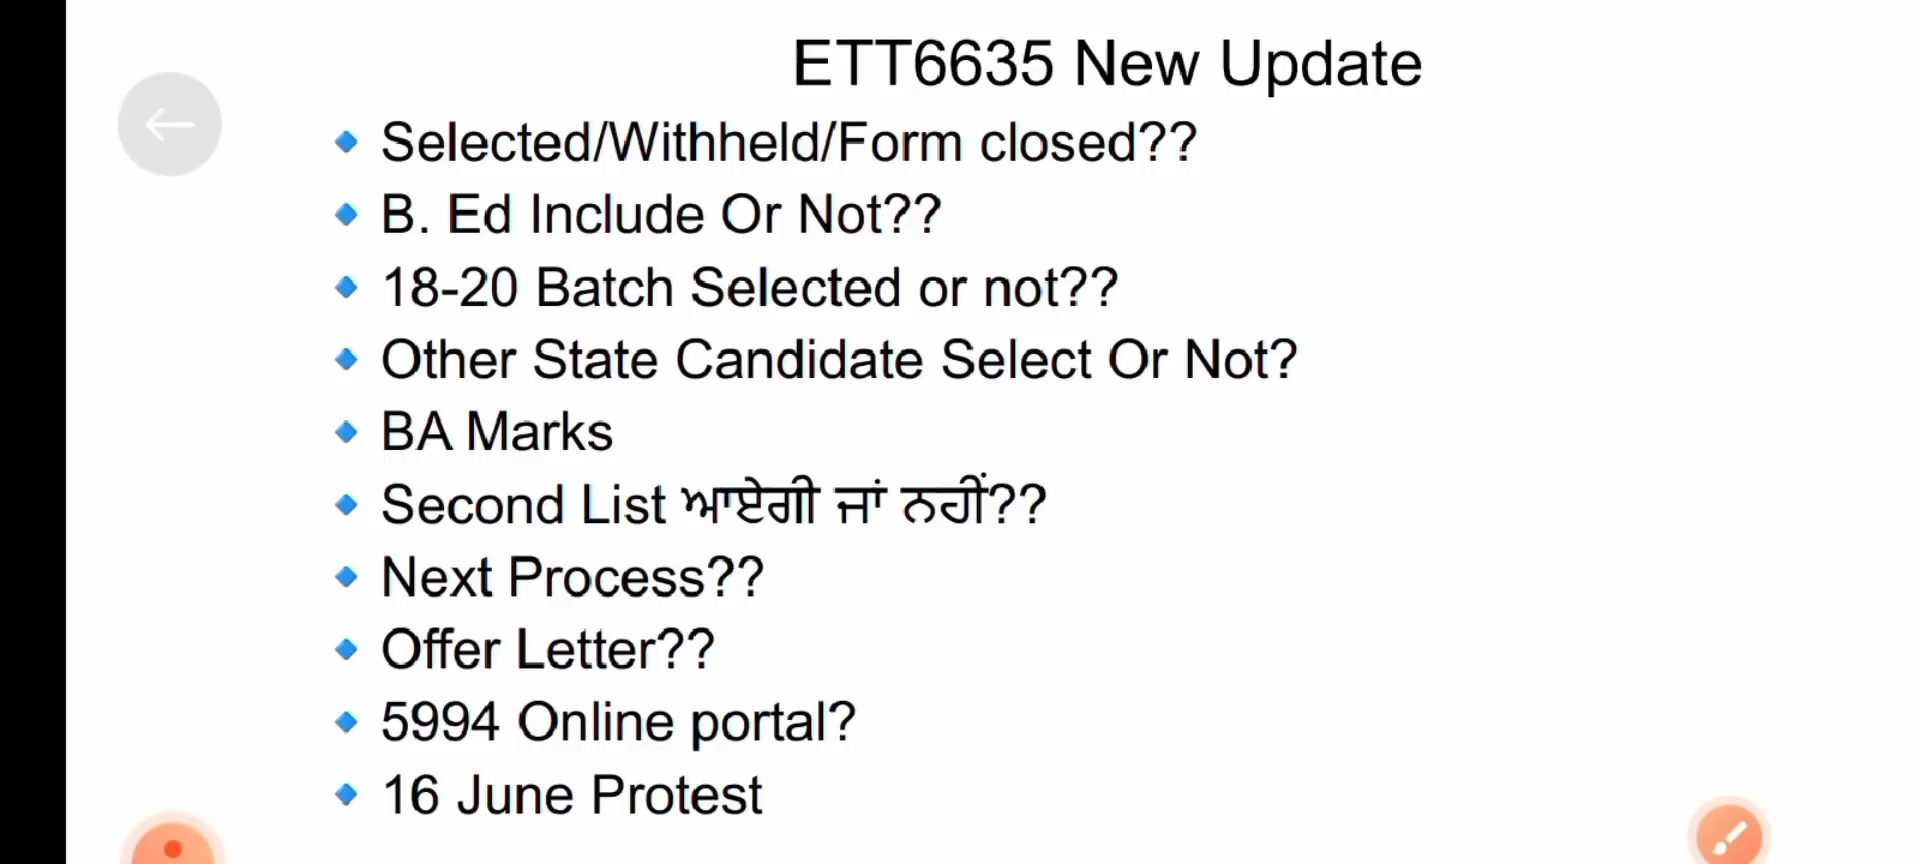 ETT6635 New Update
Selected/Withheld/Form closed??
B. Ed Include Or Not??
18-20 Batch Selected or not??
Other State Candidate Select Or Not?
BA Marks
Second List ਆਏਗੀ ਜਾਂ ਨਹੀਂ??
Next Process??
Offer Letter??
5994 Online portal?
16 June Protest